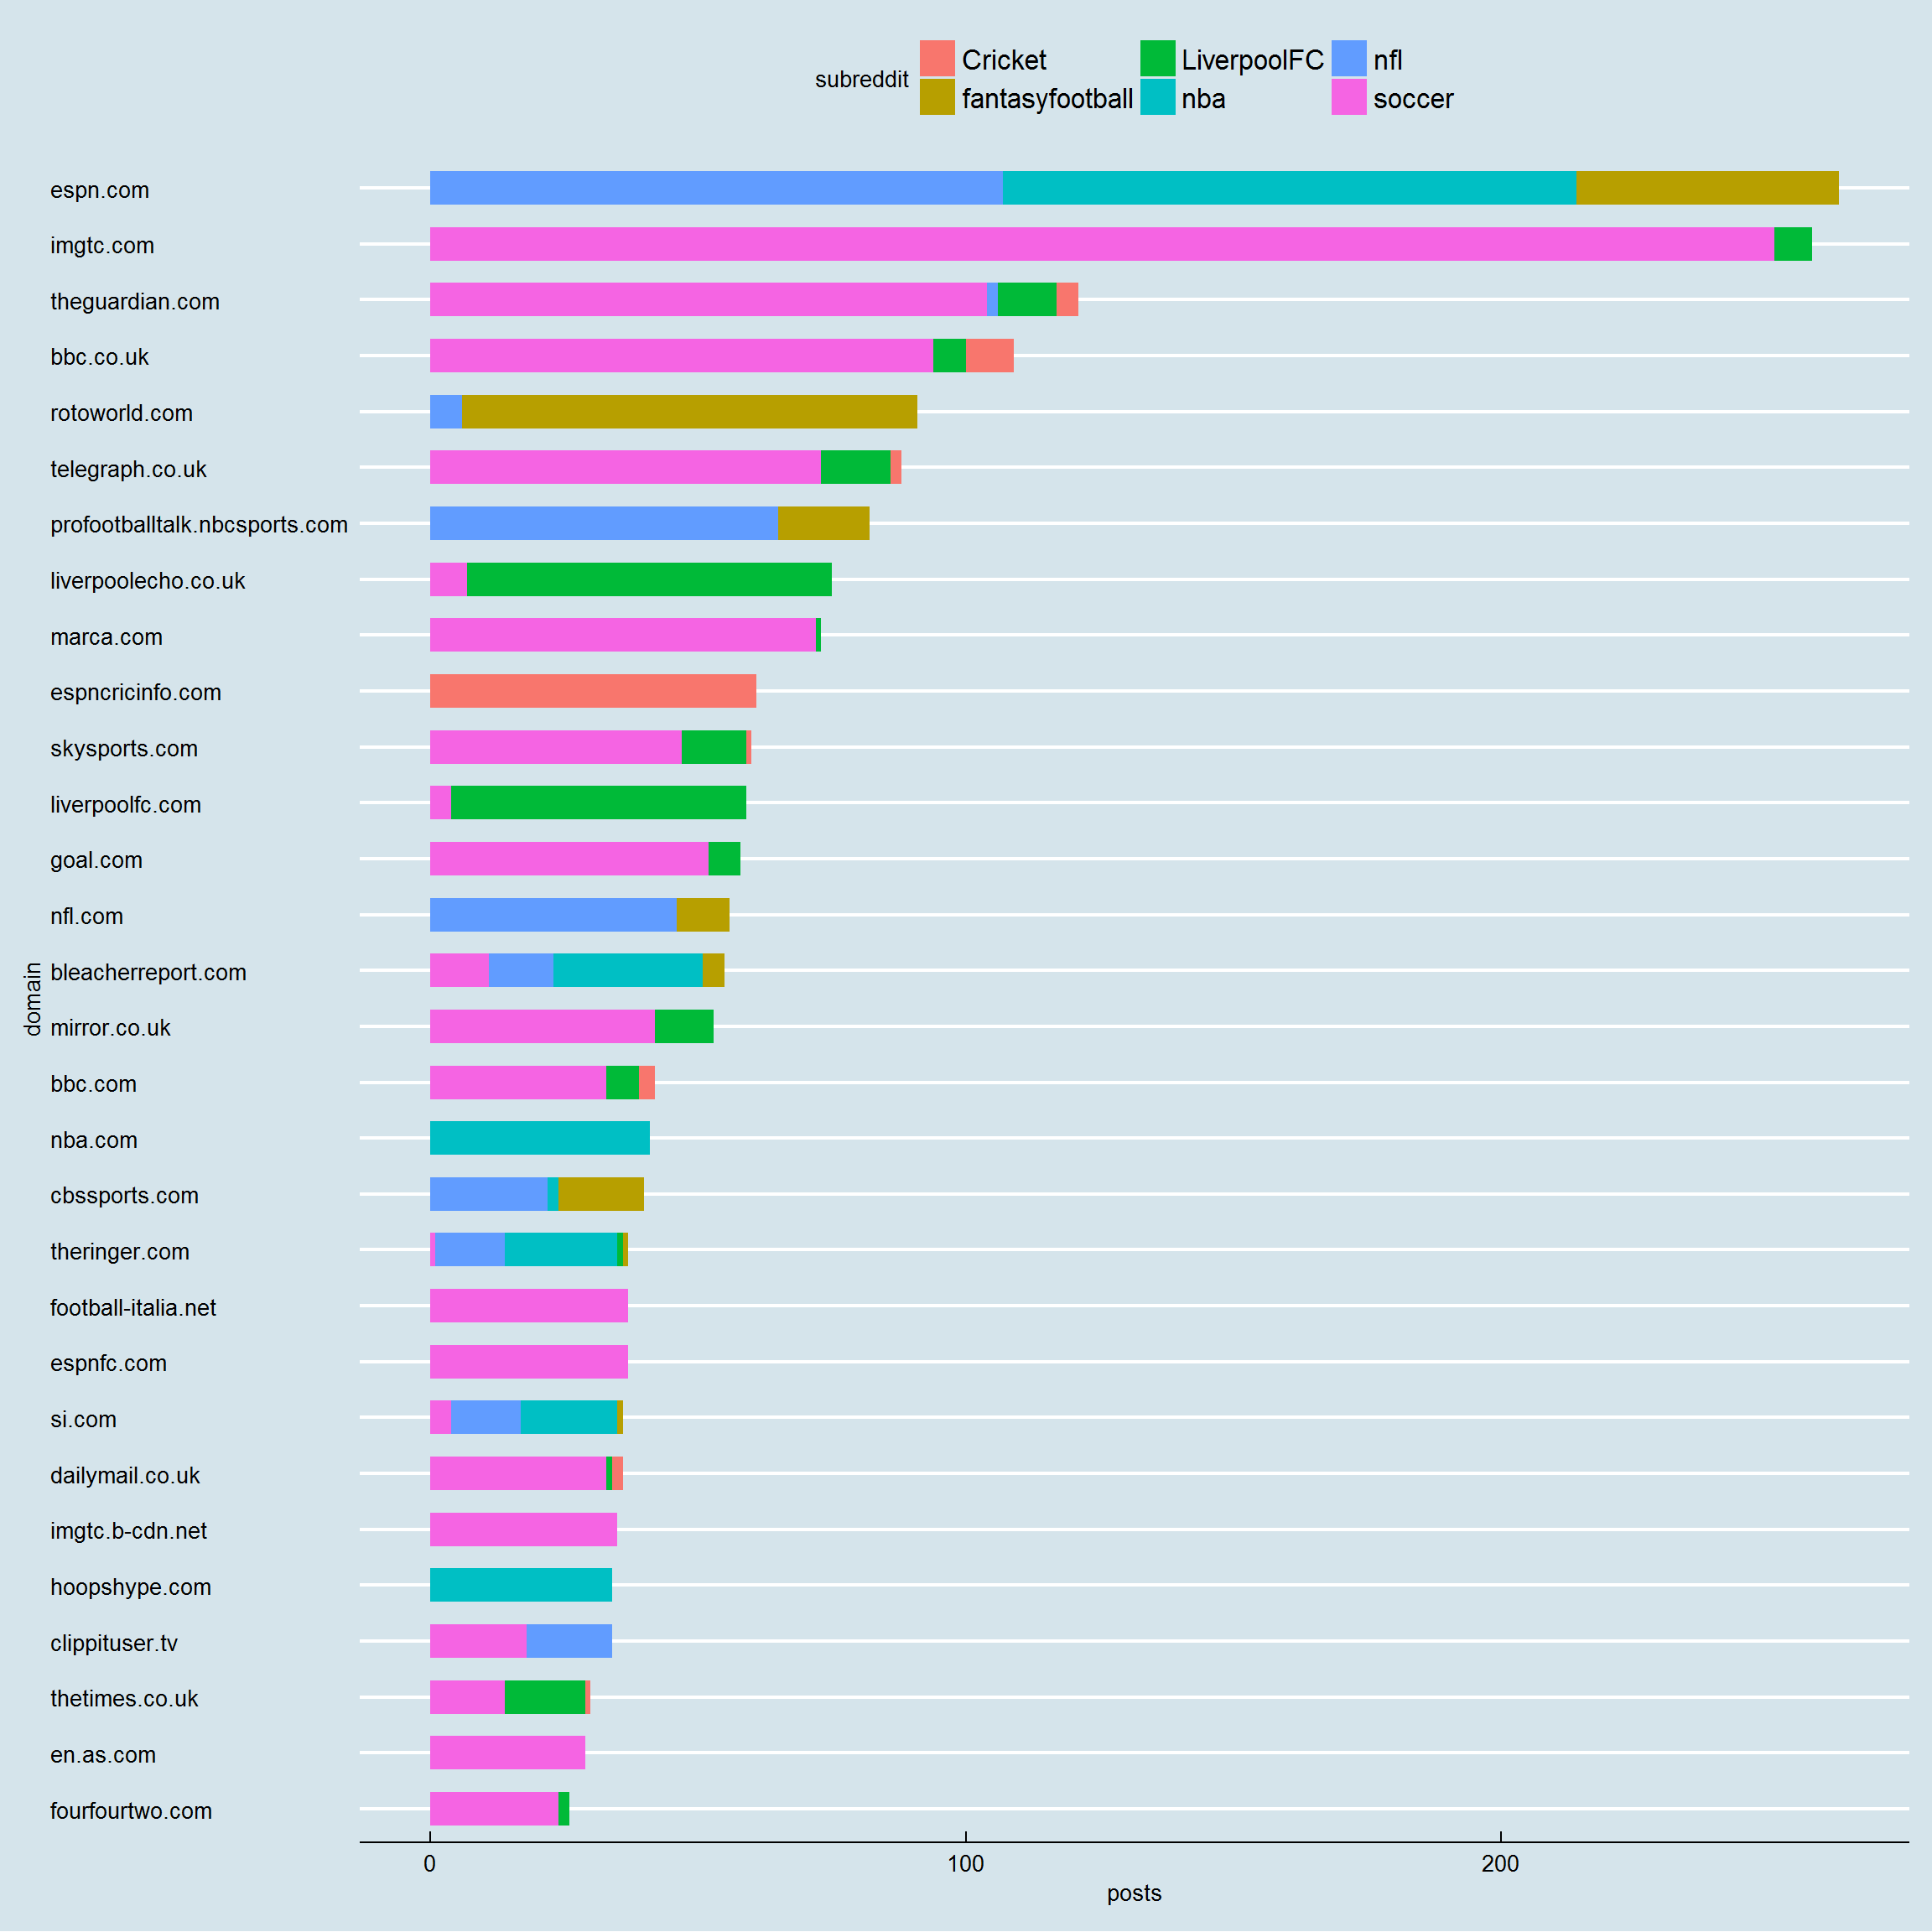 subreddit
Cricket LiverpoolFC nfl
fantasyfootball nba soccer
espn.com
imgtc.com
theguardian.com
bbc.co.uk
rotoworld.com
telegraph.co.uk
profootballtalk.nbcsports.com
liverpoolecho.co.uk
marca.com
espncricinfo.com
skysports.com
liverpoolfc.com
goal.com
nfl.com
bleacherreport.com
mirror.co.uk
bbc.com
nba.com
cbssports.com
theringer.com
football-italia.net
espnfc.com
si.com
dailymail.co.uk
imgtc.b-cdn.net
hoopshype.com
clippituser.tv
thetimes.co.uk
en.as.com
fourfourtwo.com
domain
0 100 200
posts